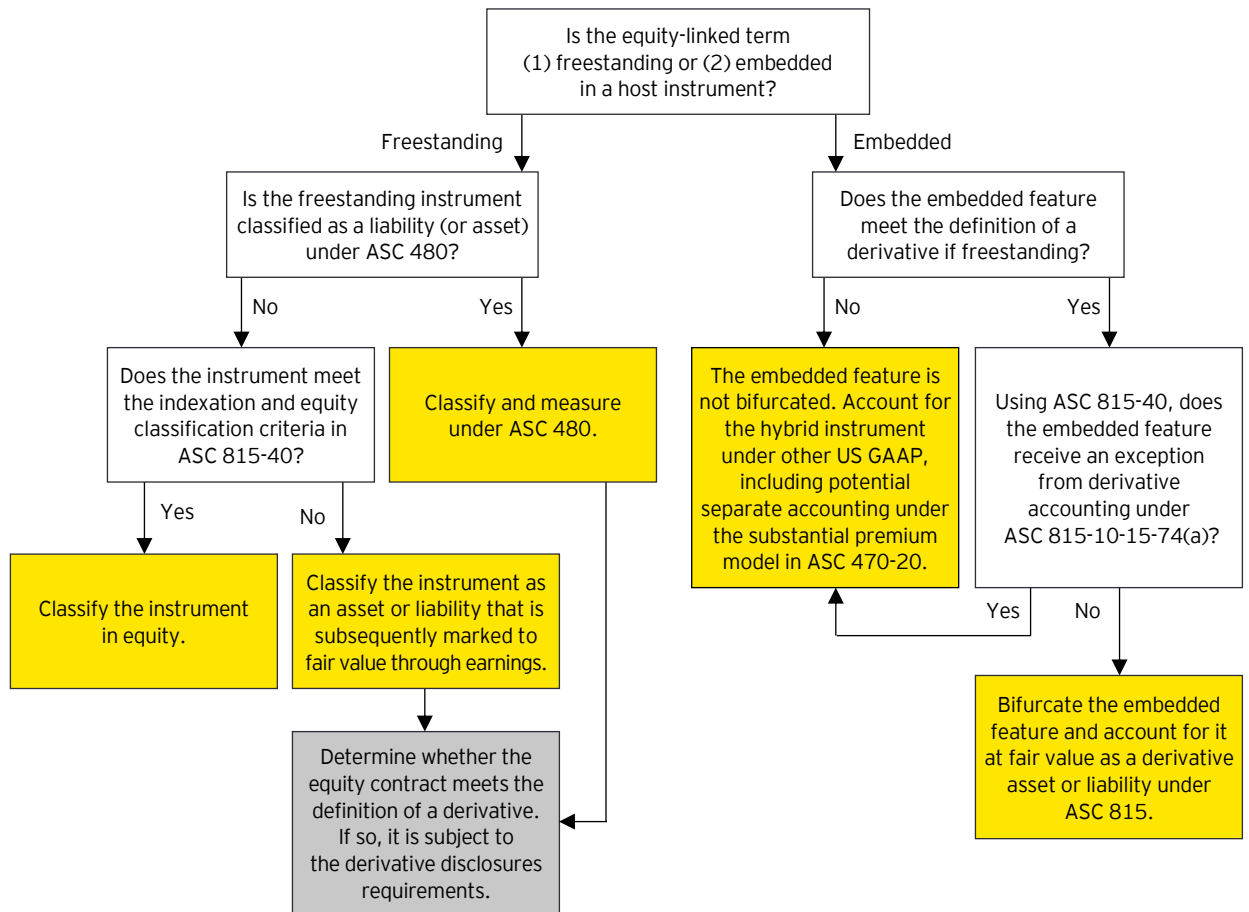 Is the equity-linked term
(1) freestanding or (2) embedded
in a host instrument?
Freestanding
Embedded
Is the freestanding instrument
classified as a liability (or asset)
under ASC 480?
Does the embedded feature
meet the definition of a
derivative if freestanding?
No
Yes
No
Yes
Does the instrument meet
the indexation and equity
classification criteria in
ASC 815-40?
Classify and measure
under ASC 480.
The embedded feature is
not bifurcated. Account for
the hybrid instrument
under other US GAAP,
including potential
separate accounting under
the substantial premium
model in ASC 470-20.
Using ASC 815-40, does
the embedded feature
receive an exception
from derivative
accounting under
ASC 815-10-15-74(a)?
Yes
No
Yes
No
Classify the instrument
in equity.
Classify the instrument as
an asset or liability that is
subsequently marked to
fair value through earnings.
Bifurcate the embedded
feature and account for it
at fair value as a derivative
asset or liability under
ASC 815.
Determine whether the
equity contract meets the
definition of a derivative.
If so, it is subject to
the derivative disclosures
requirements.